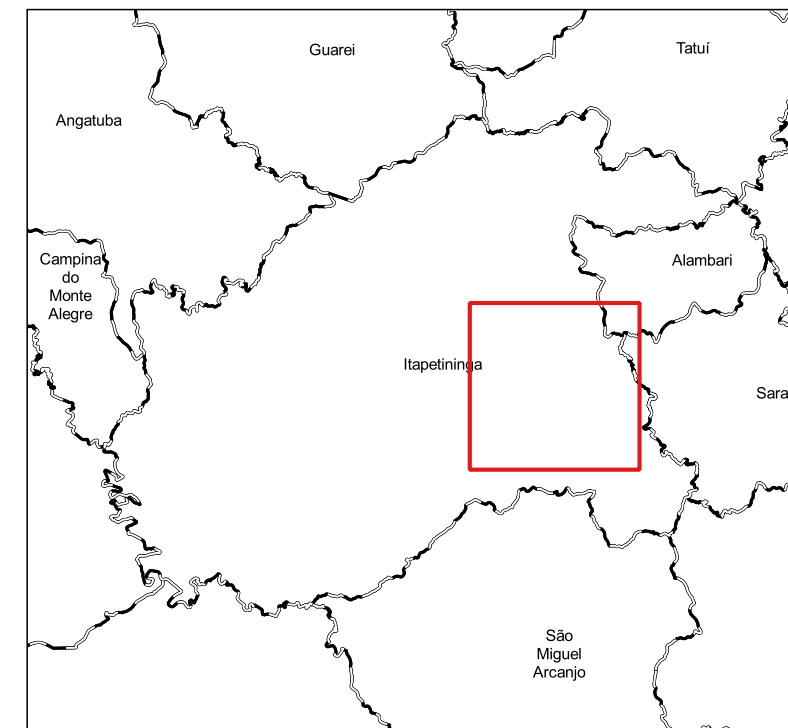 Guarei
Tatuí
Angatuba
Campina
do
Monte
Alegre
Alambari
Itapetininga
Sara
São
Miguel
Arcanjo